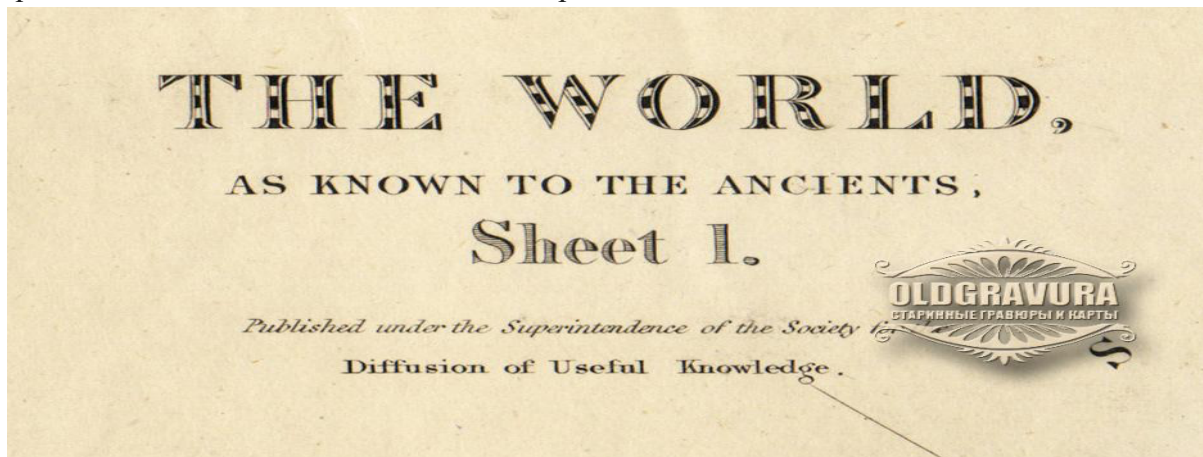 THE WORLD,
AS KNOWN TO THE ANCIENTS,
Sheet 1.
Published under the Superintendence of the Society
Diffusion of Useful Knowledge.
OLDGRAVURA
СТАРИННЫЕ ГРАВЮРЫ И КАРТЫ
S